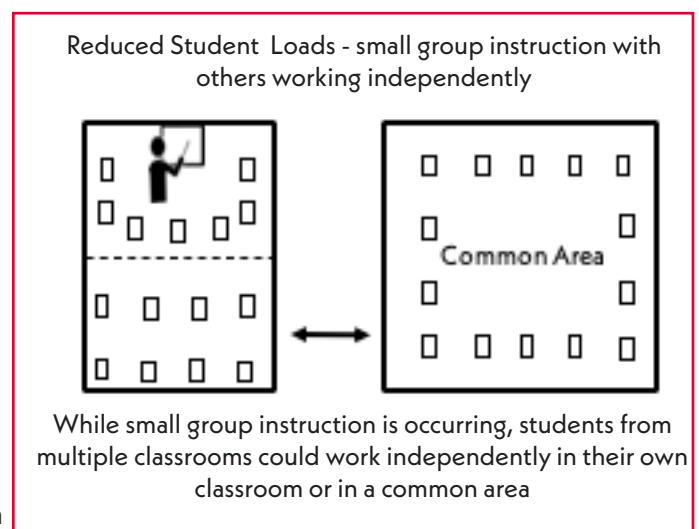 Reduced Student Loads - small group instruction with
others working independently
Common Area
While small group instruction is occurring, students from
multiple classrooms could work independently in their own
classroom or in a common area